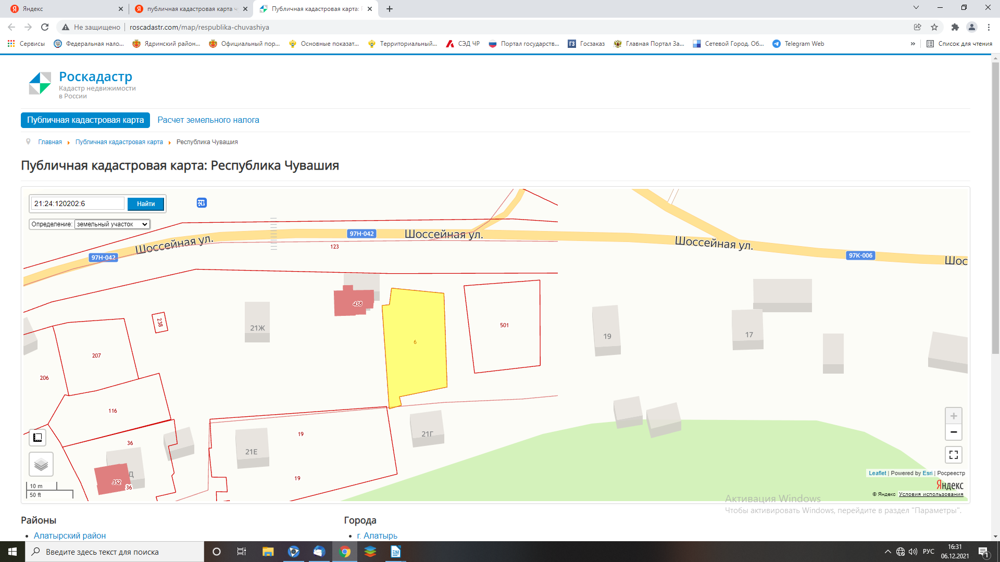 Яндекс
публичная кадастровая карта ч
Публичная кадастровая карта: Р
Не защищено
roscadastr.com/map/respublika-chuvashiya
Сервисы
Федеральная нало...
Ядринский район...
Официальный пор...
Основные показат...
Территориальный...
СЭД ЧР
Портал государств...
ГЗ Госзаказ
Главная Портал За...
Сетевой Город. Об...
Telegram Web
»
Список для чтения
Роскадастр
Кадастр недвижимости
в России
Публичная кадастровая карта
Расчет земельного налога
Главная
Публичная кадастровая карта
Республика Чувашия
Публичная кадастровая карта: Республика Чувашия
21:24:120202:6
Найти
Определение: земельный участок
Шоссейная ул.
97Н-042
Шоссейная ул.
97Н-042
Шоссейная ул.
97К-006
Шос
123
438
238
21Ж
6
501
19
17
207
206
116
36
19
21Г
21Е
19
Д
352
36
10 m
50 ft
+
−
Leaflet | Powered by Esri | Росреестр
Яндекс
© Яндекс Условия использования
Активация Windows
Чтобы активировать Windows, перейдите в раздел "Параметры".
Районы
Алатырский район
Города
г. Алатырь
Введите здесь текст для поиска
РУС
16:31
06.12.2021
1